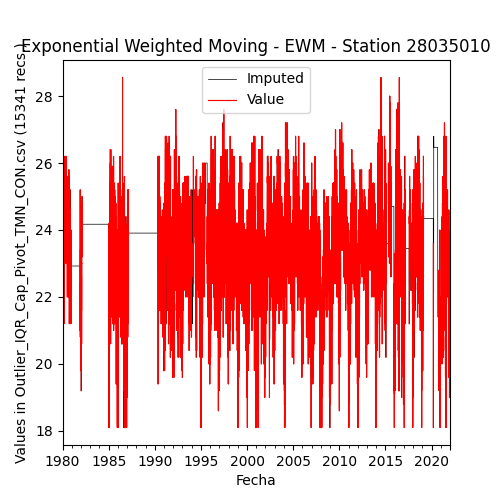 Exponential Weighted Moving - EWM - Station 28035010
Imputed
Value
Values in Outlier_IQR_Cap_Pivot_TMN_CON.csv (15341 recs.)
28
26
24
22
20
18
1980 1985 1990 1995 2000 2005 2010 2015 2020
Fecha